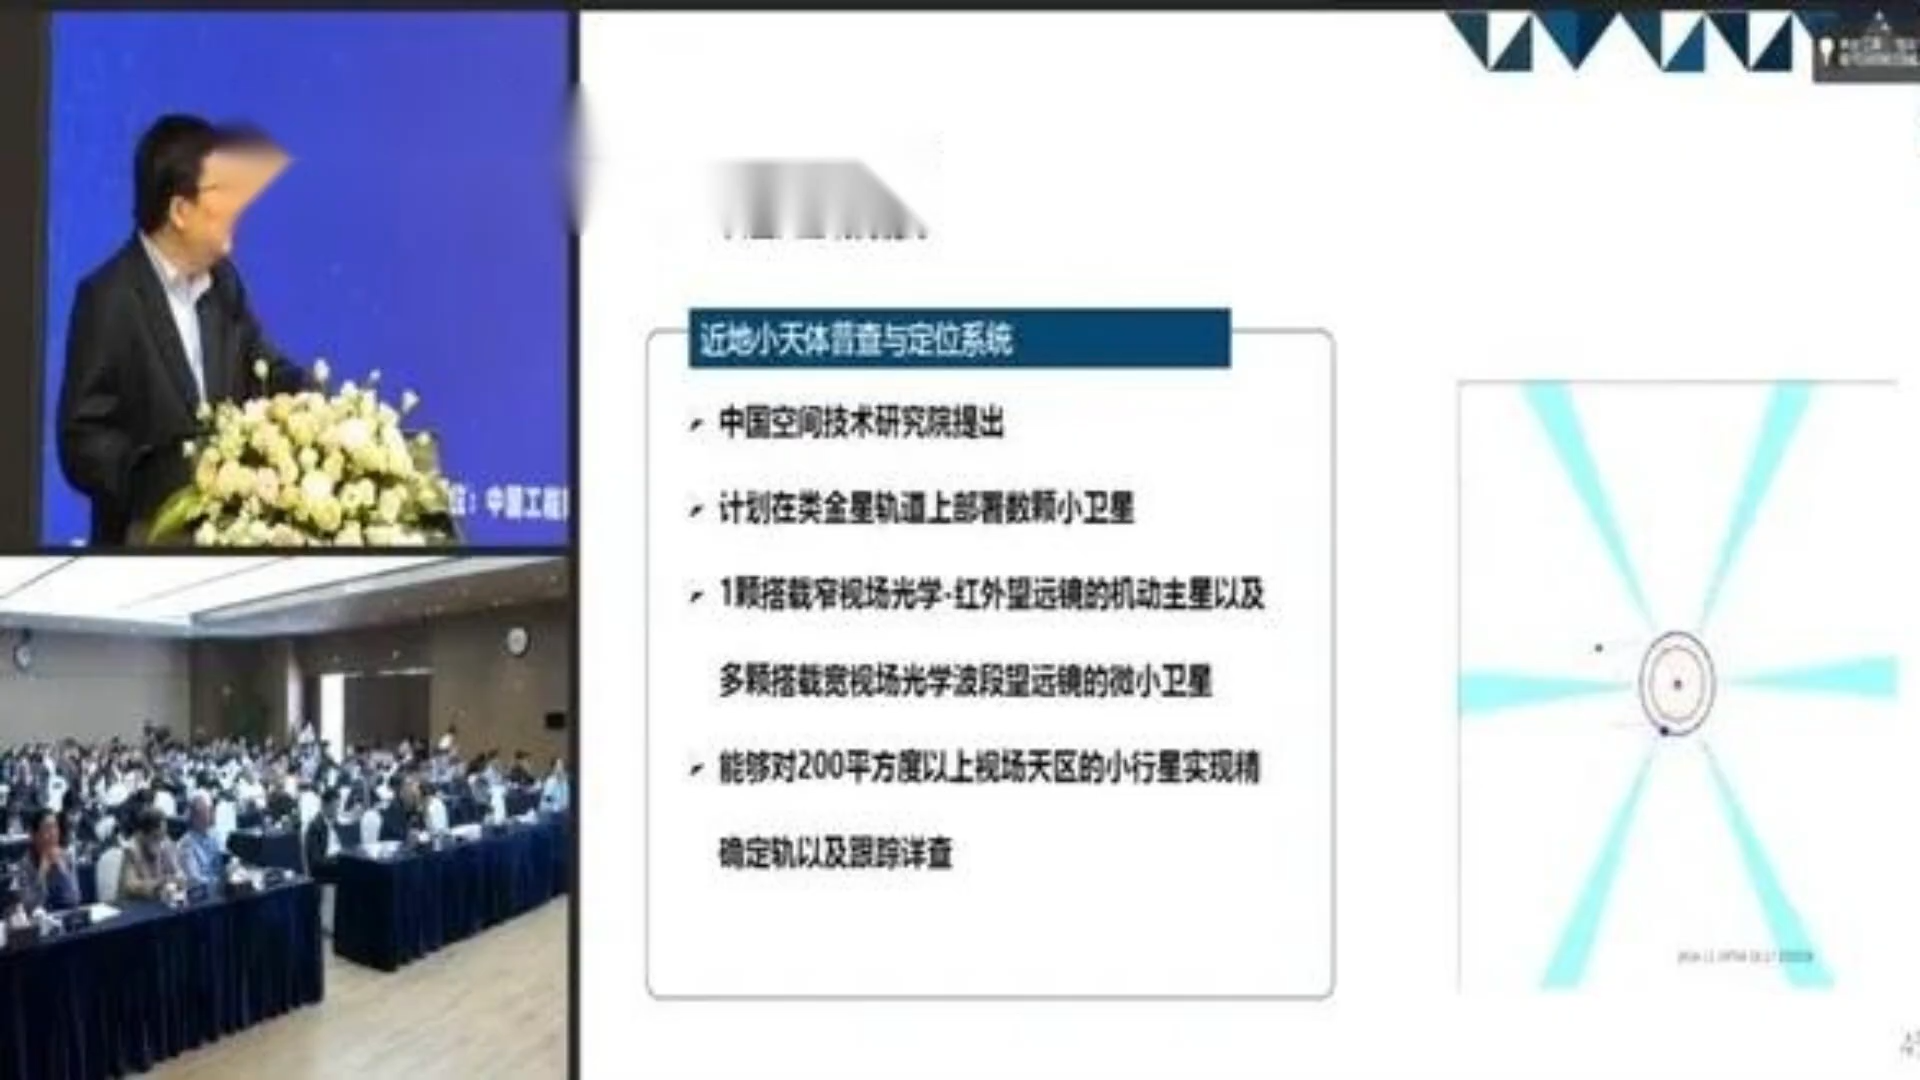 位：中国工程
近地小天体普查与定位系统
中国空间技术研究院提出
计划在类金星轨道上部署数颗小卫星
1颗搭载窄视场光学-红外望远镜的机动主星以及
多颗搭载宽视场光学波段望远镜的微小卫星
能够对200平方度以上视场天区的小行星实现精
确定轨以及跟踪详查